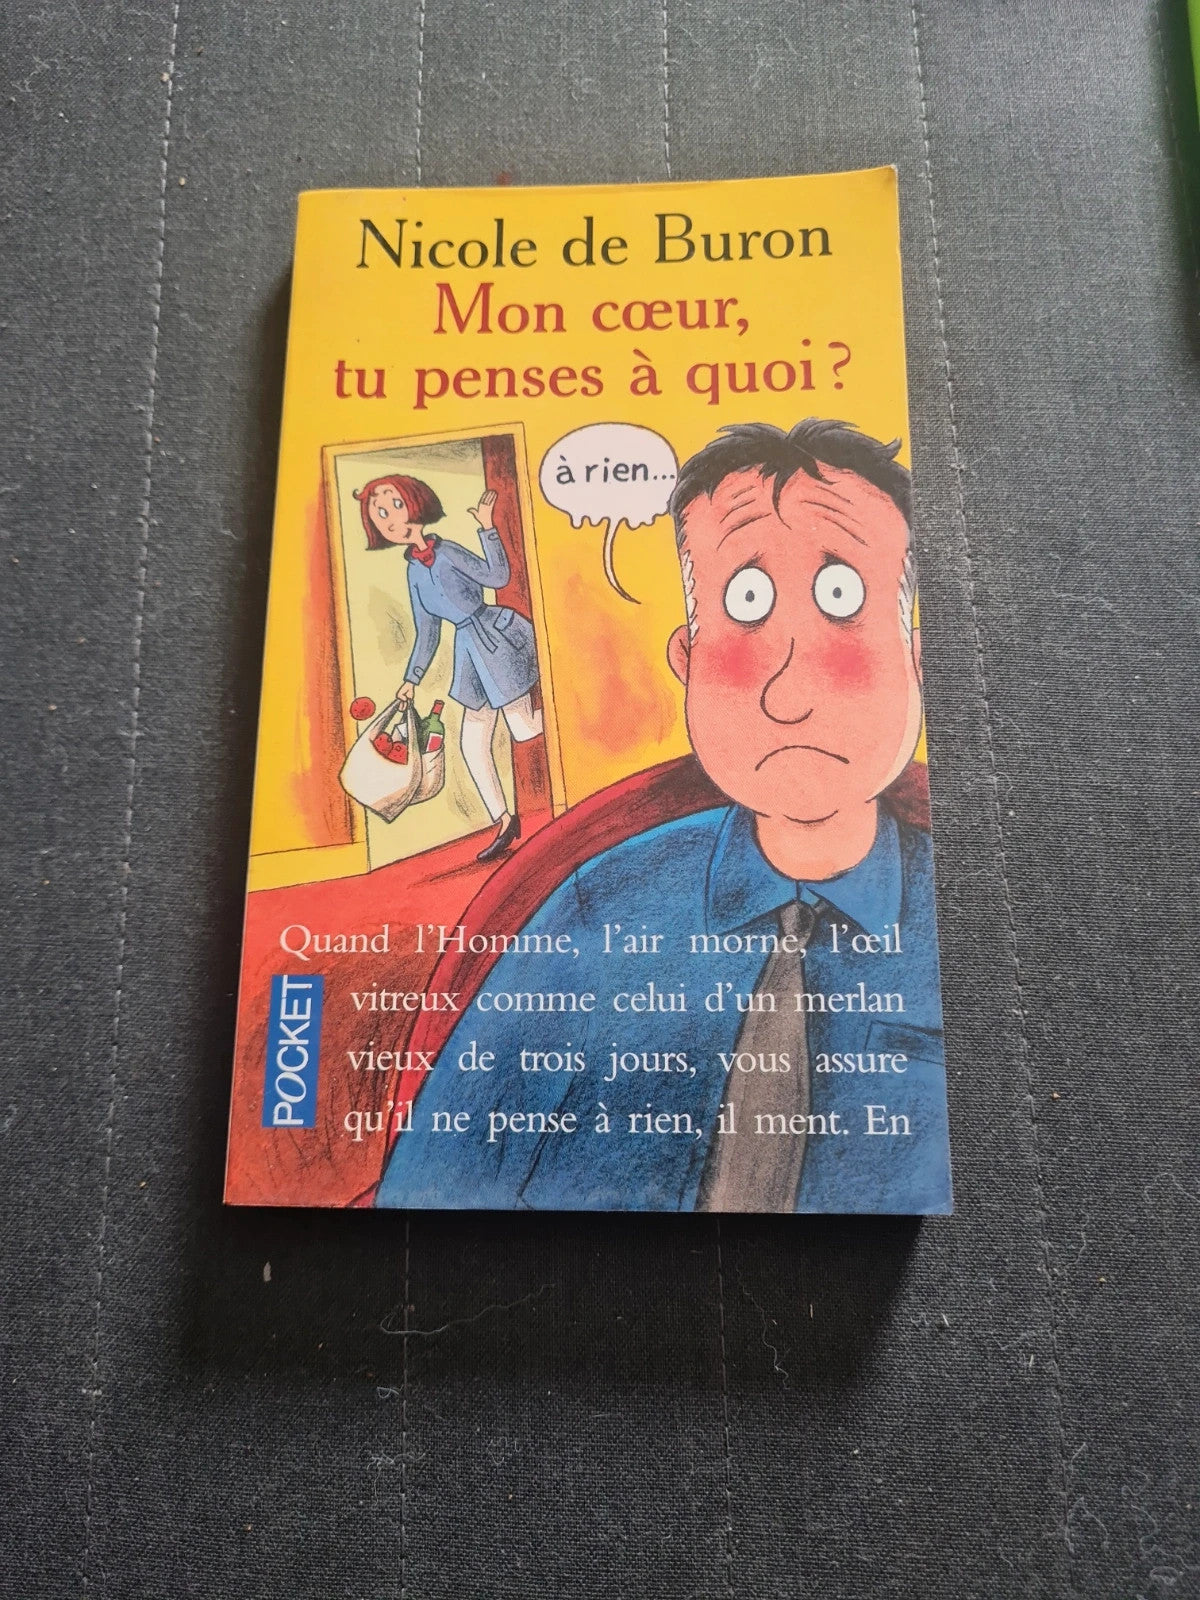 Nicole de Buron
Mon cœur,
tu penses à quoi ?
à rien...
Quand l'Homme, l'air morne, l'œil
vitreux comme celui d'un merlan
vieux de trois jours, vous assure
qu'il ne pense à rien, il ment. En
POCKET